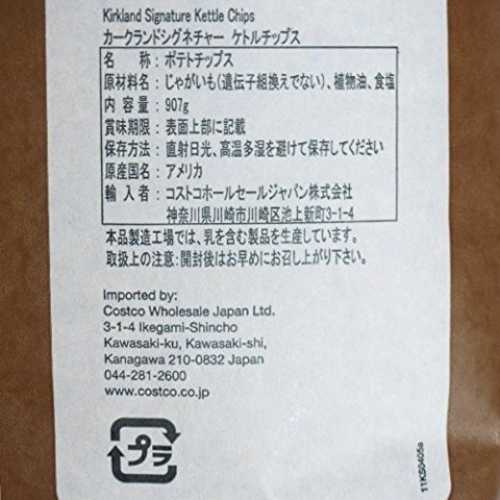 Kirkland Signature Kettle Chips
カークランドシグネチャー ケトルチップス
名 称：ポテトチップス
原材料名：じゃがいも(遺伝子組換えでない)、植物油、食塩
内 容 量：907g
賞味期限：表面上部に記載
保存方法：直射日光、高温多湿を避けて保存してください
原産国名：アメリカ
輸 入 者：コストコホールセールジャパン株式会社
神奈川県川崎市川崎区池上新町3-1-4
本品製造工場では、乳を含む製品を生産しています。
取扱上の注意：開封後はお早めにお召し上がり下さい。
Imported by:
Costco Wholesale Japan Ltd.
3-1-4 Ikegami-Shincho
Kawasaki-ku, Kawasaki-shi,
Kanagawa 210-0832 Japan
044-281-2600
www.costco.co.jp
プラ
11KS0405a